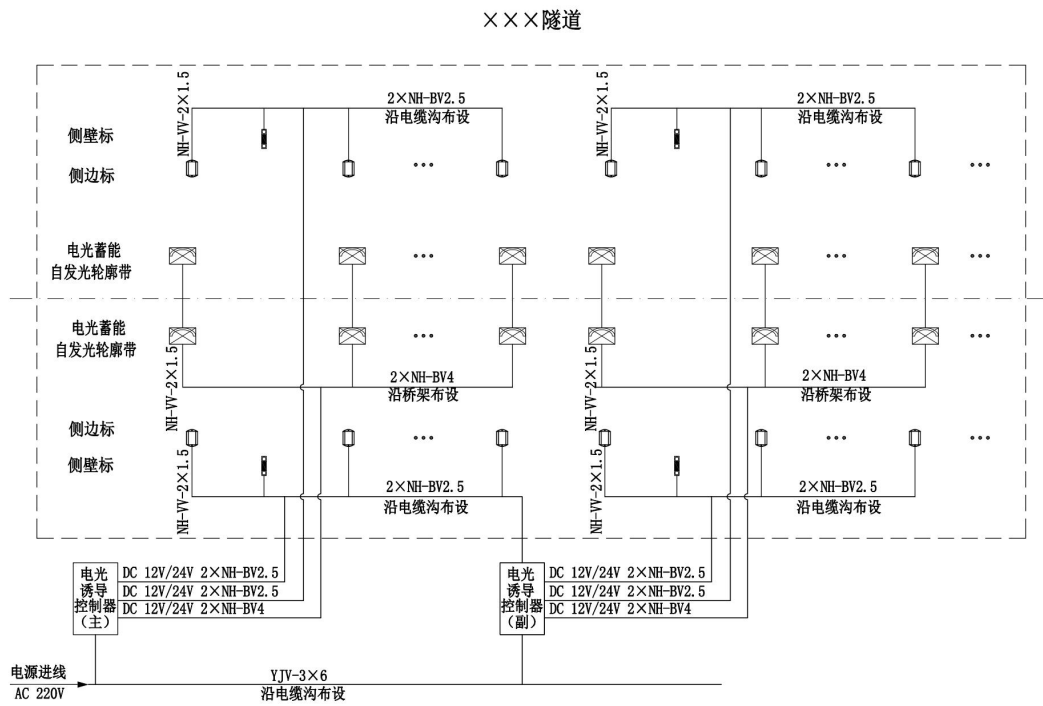 ×××隧道
NH-VV-2×1.5
2×NH-BV2.5
沿电缆沟布设
NH-VV-2×1.5
2×NH-BV2.5
沿电缆沟布设
侧壁标
侧边标
电光蓄能
自发光轮廓带
电光蓄能
自发光轮廓带
NH-VV-2×1.5
2×NH-BV4
沿桥架布设
NH-VV-2×1.5
2×NH-BV4
沿桥架布设
侧边标
侧壁标
NH-VV-2×1.5
2×NH-BV2.5
沿电缆沟布设
NH-VV-2×1.5
2×NH-BV2.5
沿电缆沟布设
电光
诱导
控制器
(主)
DC 12V/24V 2×NH-BV2.5
DC 12V/24V 2×NH-BV2.5
DC 12V/24V 2×NH-BV4
电光
诱导
控制器
(副)
DC 12V/24V 2×NH-BV2.5
DC 12V/24V 2×NH-BV2.5
DC 12V/24V 2×NH-BV4
电源进线
AC 220V
YJV-3×6
沿电缆沟布设